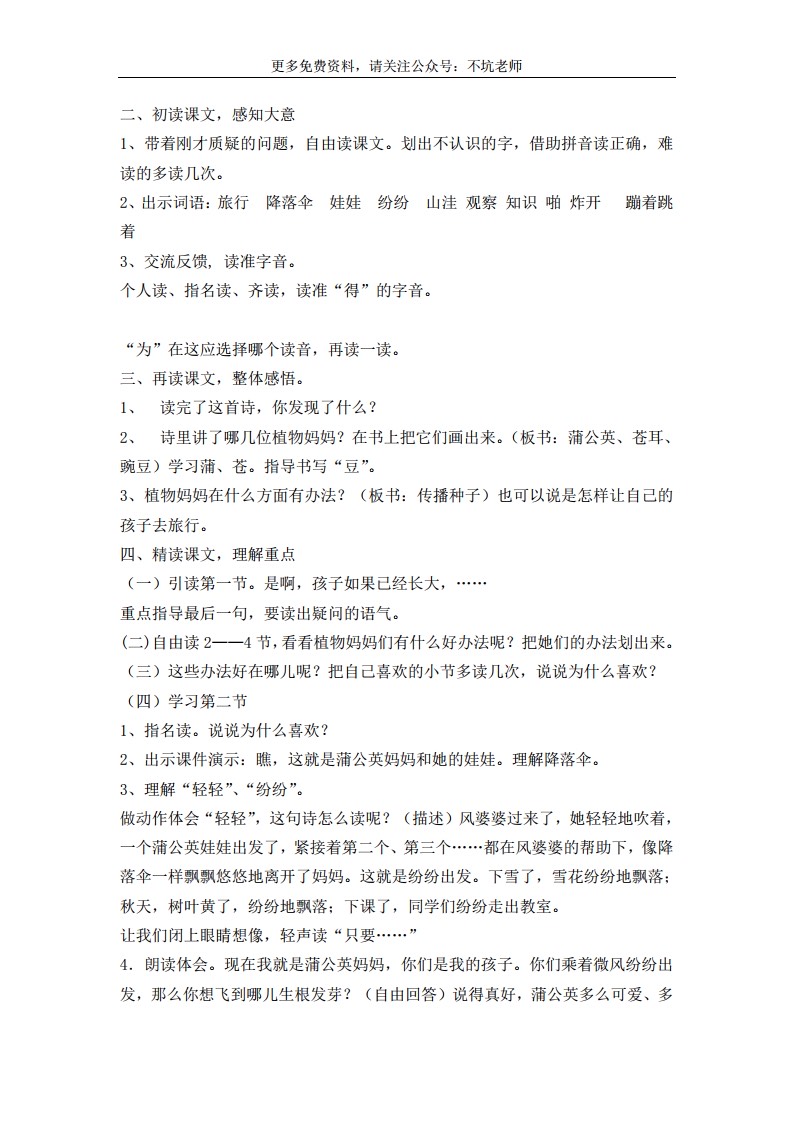 更多免费资料，请关注公众号：不坑老师
二、初读课文，感知大意
1、带着刚才质疑的问题，自由读课文。划出不认识的字，借助拼音读正确，难
读的多读几次。
2、出示词语：旅行 降落伞 娃娃 纷纷 山洼 观察 知识 啪 炸开 蹦着跳
着
3、交流反馈, 读准字音。
个人读、指名读、齐读，读准“得”的字音。
“为”在这应选择哪个读音，再读一读。
三、再读课文，整体感悟。
1、 读完了这首诗，你发现了什么？
2、 诗里讲了哪几位植物妈妈？在书上把它们画出来。（板书：蒲公英、苍耳、
豌豆）学习蒲、苍。指导书写“豆”。
3、植物妈妈在什么方面有办法？（板书：传播种子）也可以说是怎样让自己的
孩子去旅行。
四、精读课文，理解重点
（一）引读第一节。是啊，孩子如果已经长大，……
重点指导最后一句，要读出疑问的语气。
(二)自由读 2——4 节，看看植物妈妈们有什么好办法呢？把她们的办法划出来。
（三）这些办法好在哪儿呢？把自己喜欢的小节多读几次，说说为什么喜欢？
（四）学习第二节
1、指名读。说说为什么喜欢？
2、出示课件演示：瞧，这就是蒲公英妈妈和她的娃娃。理解降落伞。
3、理解“轻轻”、“纷纷”。
做动作体会“轻轻”，这句诗怎么读呢？（描述）风婆婆过来了，她轻轻地吹着，
一个蒲公英娃娃出发了，紧接着第二个、第三个……都在风婆婆的帮助下，像降
落伞一样飘飘悠悠地离开了妈妈。这就是纷纷出发。下雪了，雪花纷纷地飘落；
秋天，树叶黄了，纷纷地飘落；下课了，同学们纷纷走出教室。
让我们闭上眼睛想像，轻声读“只要……”
4．朗读体会。现在我就是蒲公英妈妈，你们是我的孩子。你们乘着微风纷纷出
发，那么你想飞到哪儿生根发芽？（自由回答）说得真好，蒲公英多么可爱、多